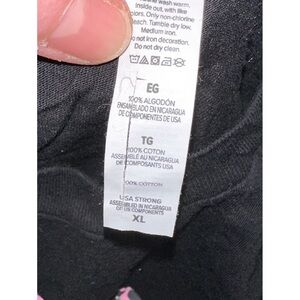 machine wash warm,
inside out, with like
colors. Only non-chlorine
bleach. Tumble dry low.
Medium iron.
Do not iron decoration.
Do not dry clean.
EG
100% ALGODÓN
ENSAMBLADO EN NICARAGUA
DE COMPONENTES DE USA
TG
100% COTON
ASSEMBLÉ AU NICARAGUA
DE COMPOSANTS USA
100% COTTON
USA STRONG
ASSEMBLED IN NICARAGUA
OF US COMPONENTS
XL